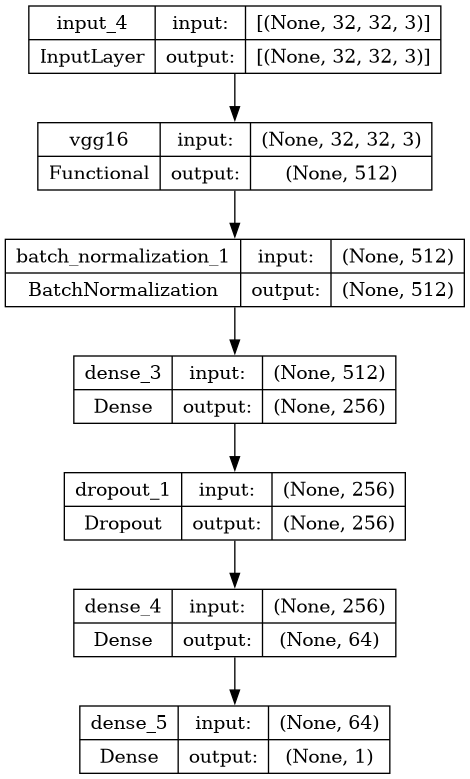 input_4 input: [(None, 32, 32, 3)]
InputLayer output: [(None, 32, 32, 3)]
vgg16 input: (None, 32, 32, 3)
Functional output: (None, 512)
batch_normalization_1 input: (None, 512)
BatchNormalization output: (None, 512)
dense_3 input: (None, 512)
Dense output: (None, 256)
dropout_1 input: (None, 256)
Dropout output: (None, 256)
dense_4 input: (None, 256)
Dense output: (None, 64)
dense_5 input: (None, 64)
Dense output: (None, 1)